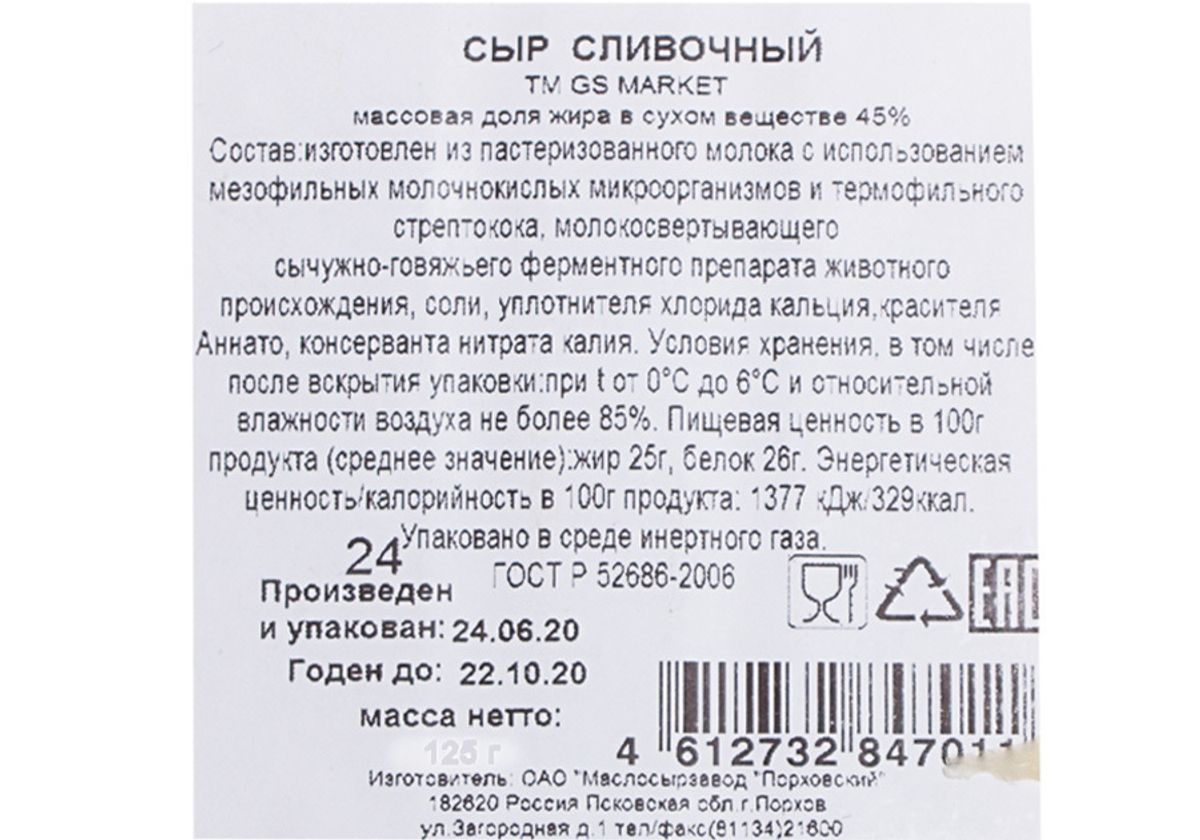 СЫР СЛИВОЧНЫЙ
TM GS MARKET
массовая доля жира в сухом веществе 45%
Состав:изготовлен из пастеризованного молока с использованием
мезофильных молочнокислых микроорганизмов и термофильного
стрептокока, молокосвертывающего
сычужно-говяжьего ферментного препарата животного
происхождения, соли, уплотнителя хлорида кальция,красителя
Аннато, консерванта нитрата калия. Условия хранения, в том числе
после вскрытия упаковки:при t от 0°C до 6°C и относительной
влажности воздуха не более 85%. Пищевая ценность в 100г
продукта (среднее значение):жир 25г, белок 26г. Энергетическая
ценность/калорийность в 100г продукта: 1377 кДж/329ккал.
Упаковано в среде инертного газа.
24
ГОСТ Р 52686-2006
Произведен
и упакован: 24.06.20
EAC
Годен до: 22.10.20
масса нетто:
125 г
4 612732 847011
Изготовитель: ОАО "Маслосырзавод "Порховский"
182620 Россия Псковская обл.г.Порхов
ул.Загородная д.1 тел/факс(81134)21600